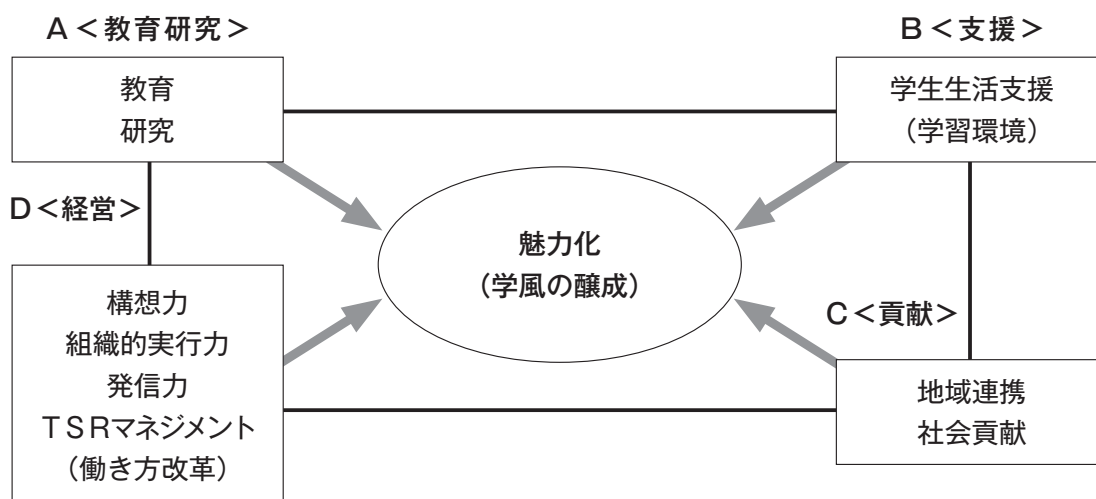 A<教育研究>
教育
研究
B<支援>
学生生活支援
（学習環境）
魅力化
（学風の醸成）
D<経営>
構想力
組織的実行力
発信力
TSRマネジメント
（働き方改革）
C<貢献>
地域連携
社会貢献